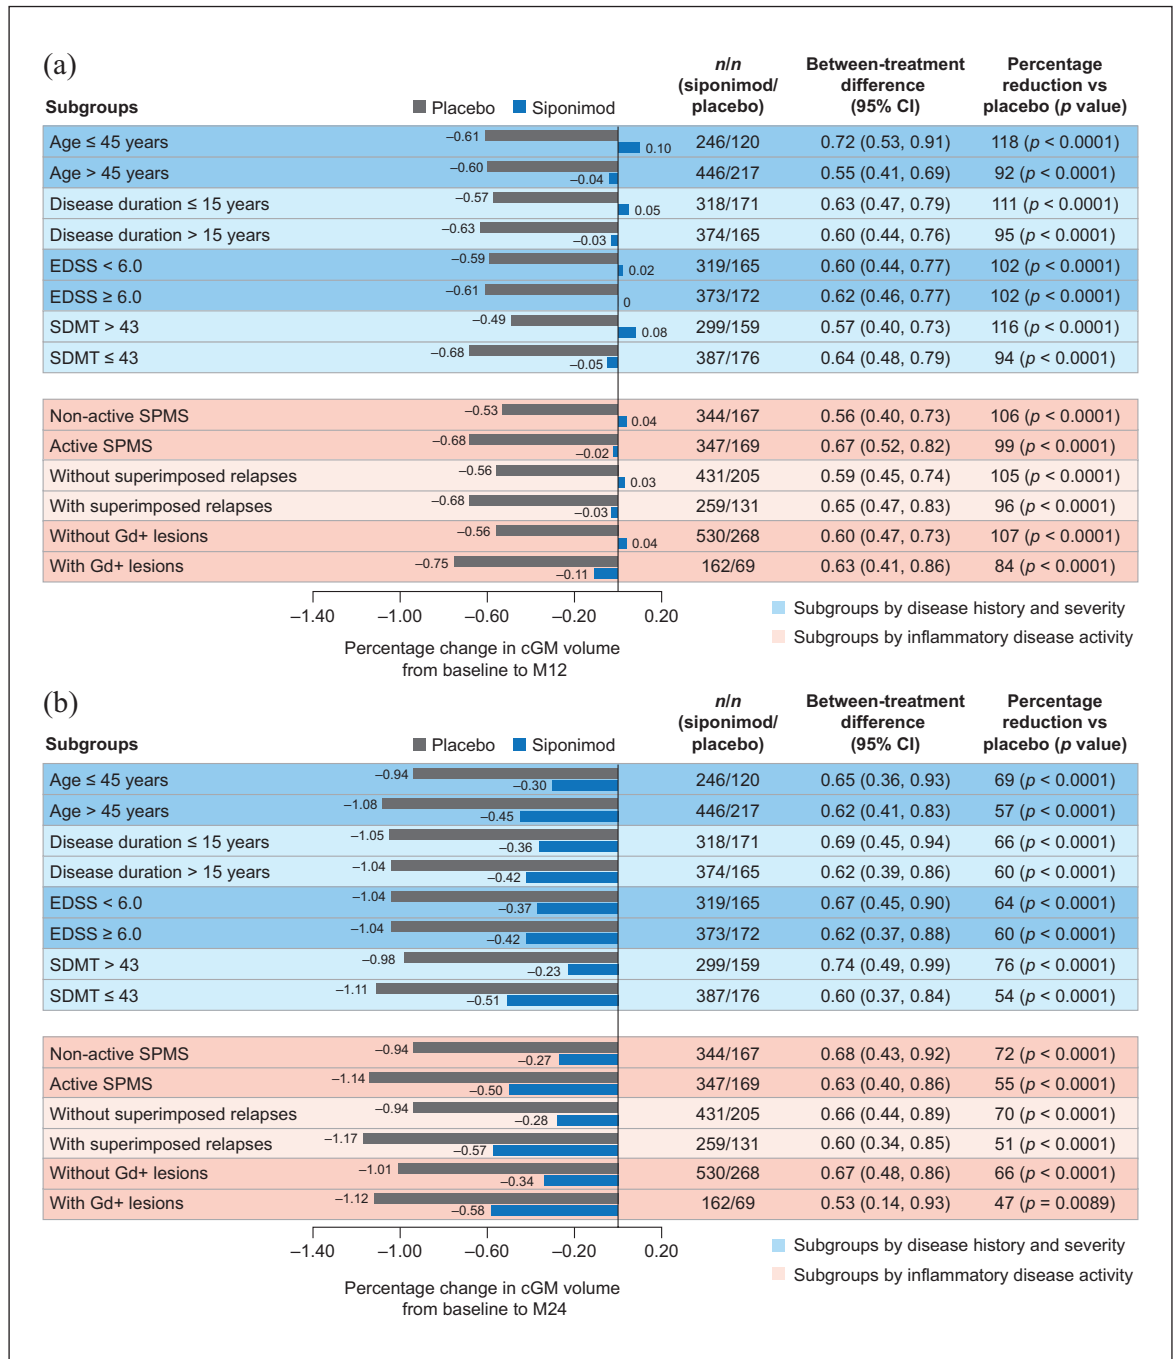 (a)
Subgroups
Placebo Siponimod
n/n
(siponimod/
placebo)
Between-treatment
difference
(95% CI)
Percentage
reduction vs
placebo (p value)
Age ≤ 45 years –0.61 0.10 246/120 0.72 (0.53, 0.91) 118 (p < 0.0001)
Age > 45 years –0.60 –0.04 446/217 0.55 (0.41, 0.69) 92 (p < 0.0001)
Disease duration ≤ 15 years –0.57 0.05 318/171 0.63 (0.47, 0.79) 111 (p < 0.0001)
Disease duration > 15 years –0.63 –0.03 374/165 0.60 (0.44, 0.76) 95 (p < 0.0001)
EDSS < 6.0 –0.59 0.02 319/165 0.60 (0.44, 0.77) 102 (p < 0.0001)
EDSS ≥ 6.0 –0.61 0 373/172 0.62 (0.46, 0.77) 102 (p < 0.0001)
SDMT > 43 –0.49 0.08 299/159 0.57 (0.40, 0.73) 116 (p < 0.0001)
SDMT ≤ 43 –0.68 –0.05 387/176 0.64 (0.48, 0.79) 94 (p < 0.0001)
Non-active SPMS –0.53 0.04 344/167 0.56 (0.40, 0.73) 106 (p < 0.0001)
Active SPMS –0.68 –0.02 347/169 0.67 (0.52, 0.82) 99 (p < 0.0001)
Without superimposed relapses –0.56 0.03 431/205 0.59 (0.45, 0.74) 105 (p < 0.0001)
With superimposed relapses –0.68 –0.03 259/131 0.65 (0.47, 0.83) 96 (p < 0.0001)
Without Gd+ lesions –0.56 0.04 530/268 0.60 (0.47, 0.73) 107 (p < 0.0001)
With Gd+ lesions –0.75 –0.11 162/69 0.63 (0.41, 0.86) 84 (p < 0.0001)
–1.40 –1.00 –0.60 –0.20 0.20
Percentage change in cGM volume
from baseline to M12
Subgroups by disease history and severity
Subgroups by inflammatory disease activity
(b)
Subgroups
Placebo Siponimod
n/n
(siponimod/
placebo)
Between-treatment
difference
(95% CI)
Percentage
reduction vs
placebo (p value)
Age ≤ 45 years –0.94 –0.30 246/120 0.65 (0.36, 0.93) 69 (p < 0.0001)
Age > 45 years –1.08 –0.45 446/217 0.62 (0.41, 0.83) 57 (p < 0.0001)
Disease duration ≤ 15 years –1.05 –0.36 318/171 0.69 (0.45, 0.94) 66 (p < 0.0001)
Disease duration > 15 years –1.04 –0.42 374/165 0.62 (0.39, 0.86) 60 (p < 0.0001)
EDSS < 6.0 –1.04 –0.37 319/165 0.67 (0.45, 0.90) 64 (p < 0.0001)
EDSS ≥ 6.0 –1.04 –0.42 373/172 0.62 (0.37, 0.88) 60 (p < 0.0001)
SDMT > 43 –0.98 –0.23 299/159 0.74 (0.49, 0.99) 76 (p < 0.0001)
SDMT ≤ 43 –1.11 –0.51 387/176 0.60 (0.37, 0.84) 54 (p < 0.0001)
Non-active SPMS –0.94 –0.27 344/167 0.68 (0.43, 0.92) 72 (p < 0.0001)
Active SPMS –1.14 –0.50 347/169 0.63 (0.40, 0.86) 55 (p < 0.0001)
Without superimposed relapses –0.94 –0.28 431/205 0.66 (0.44, 0.89) 70 (p < 0.0001)
With superimposed relapses –1.17 –0.57 259/131 0.60 (0.34, 0.85) 51 (p < 0.0001)
Without Gd+ lesions –1.01 –0.34 530/268 0.67 (0.48, 0.86) 66 (p < 0.0001)
With Gd+ lesions –1.12 –0.58 162/69 0.53 (0.14, 0.93) 47 (p = 0.0089)
–1.40 –1.00 –0.60 –0.20 0.20
Percentage change in cGM volume
from baseline to M24
Subgroups by disease history and severity
Subgroups by inflammatory disease activity